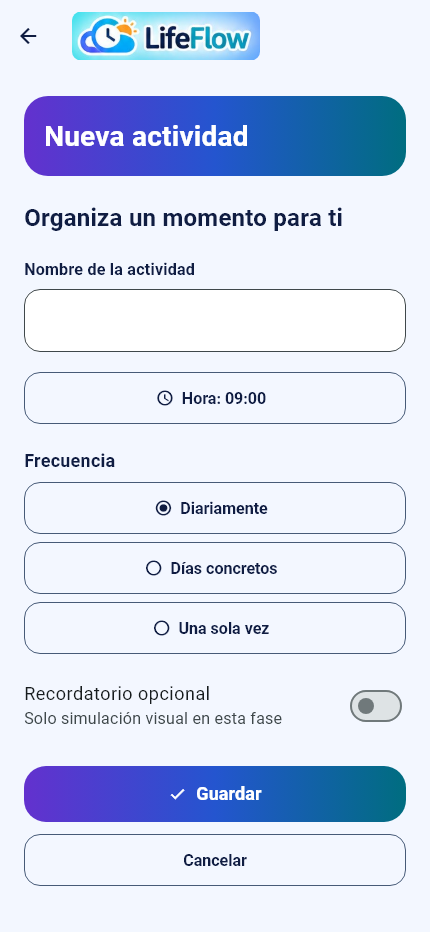 LifeFlow
Nueva actividad
Organiza un momento para ti
Nombre de la actividad
Hora: 09:00
Frecuencia
Diariamente
Días concretos
Una sola vez
Recordatorio opcional
Solo simulación visual en esta fase
Guardar
Cancelar